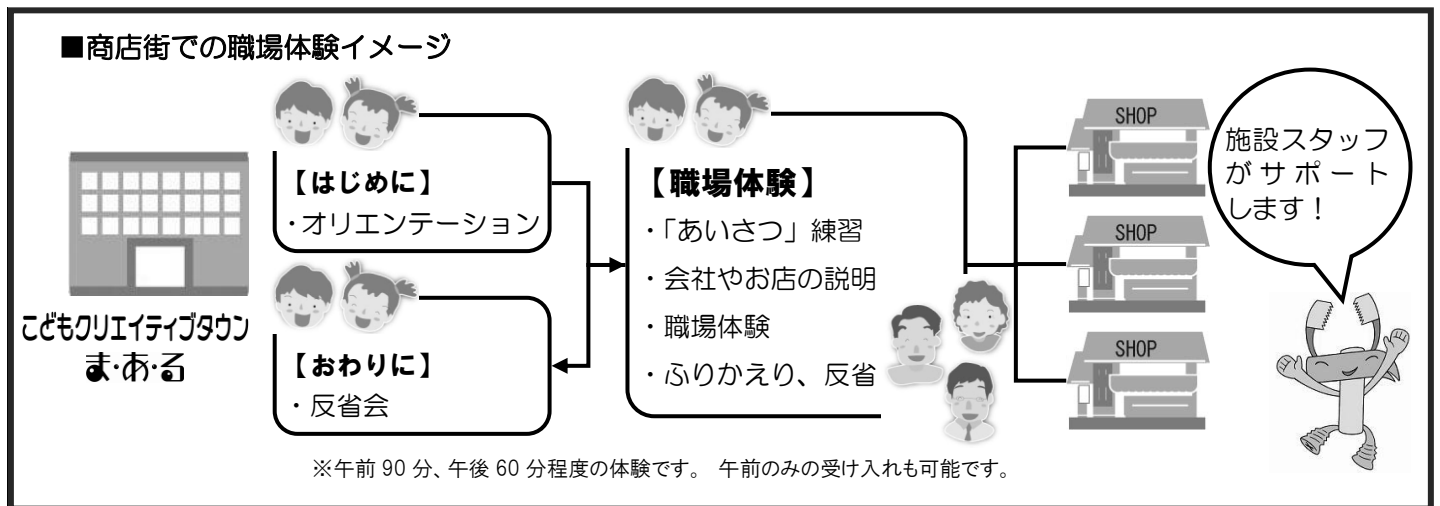 ■商店街での職場体験イメージ
こどもクリエイティブタウン
ま・あ・る
【はじめに】
・オリエンテーション
【おわりに】
・反省会
【職場体験】
・「あいさつ」練習
・会社やお店の説明
・職場体験
・ふりかえり、反省
SHOP
SHOP
SHOP
施設スタッフ
がサポート
します！
※午前 90 分、午後 60 分程度の体験です。 午前のみの受け入れも可能です。